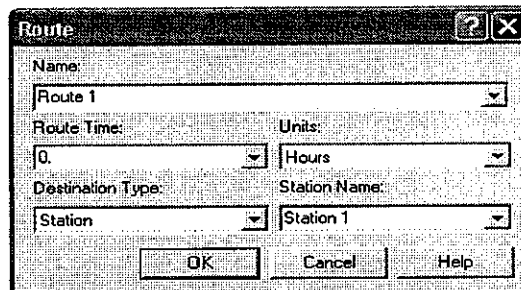 Route
Name:
Route 1
Route Time: Units:
0. Hours
Destination Type: Station Name:
Station Station 1
OK Cancel Help